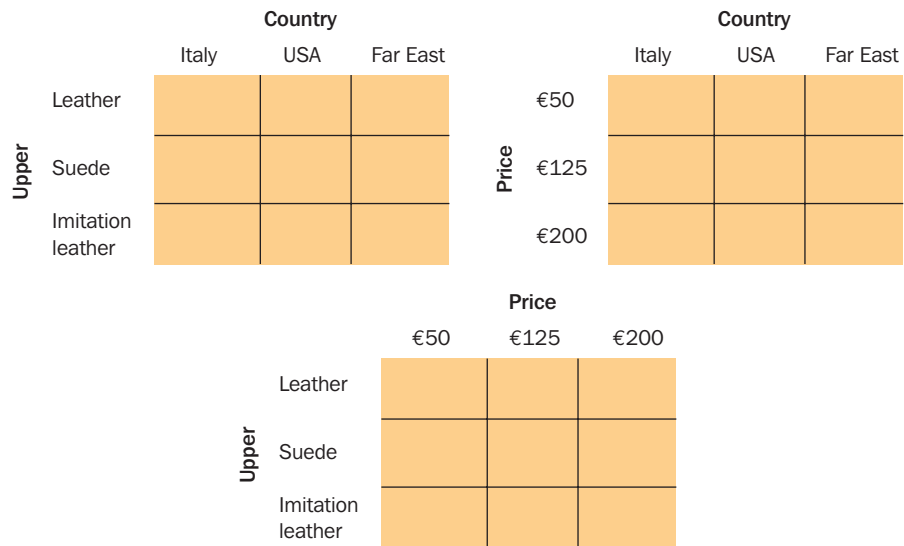 Country
Italy USA Far East
Upper
Leather
Suede
Imitation
leather
Country
Italy USA Far East
Price
€50
€125
€200
Price
€50 €125 €200
Upper
Leather
Suede
Imitation
leather